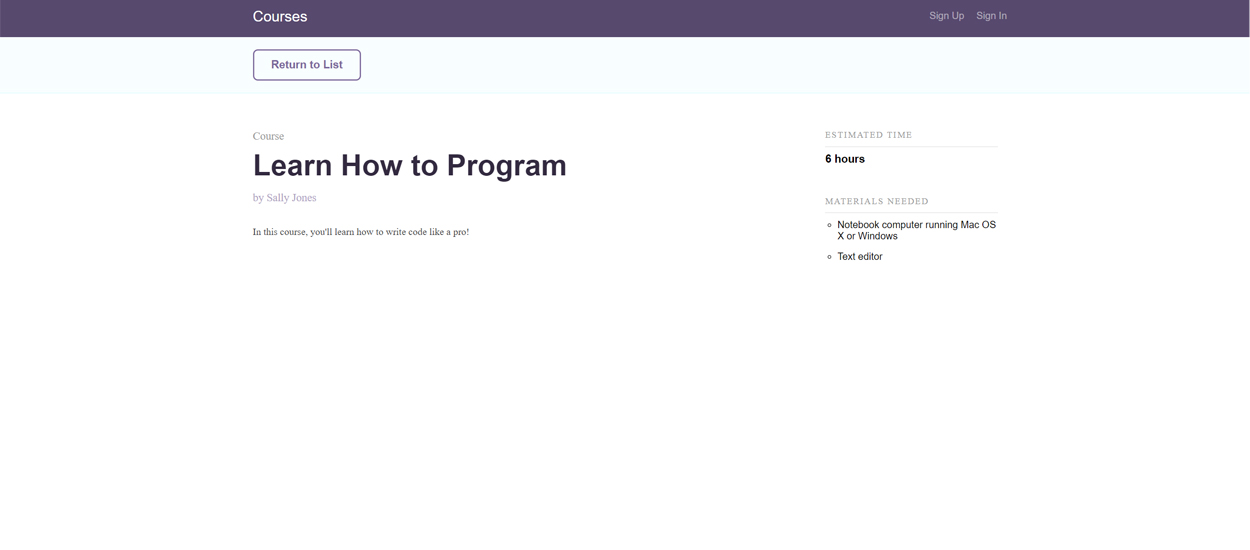 Courses
Sign Up Sign In
Return to List
Course
Learn How to Program
by Sally Jones
In this course, you'll learn how to write code like a pro!
ESTIMATED TIME
6 hours
MATERIALS NEEDED
Notebook computer running Mac OS
X or Windows
Text editor